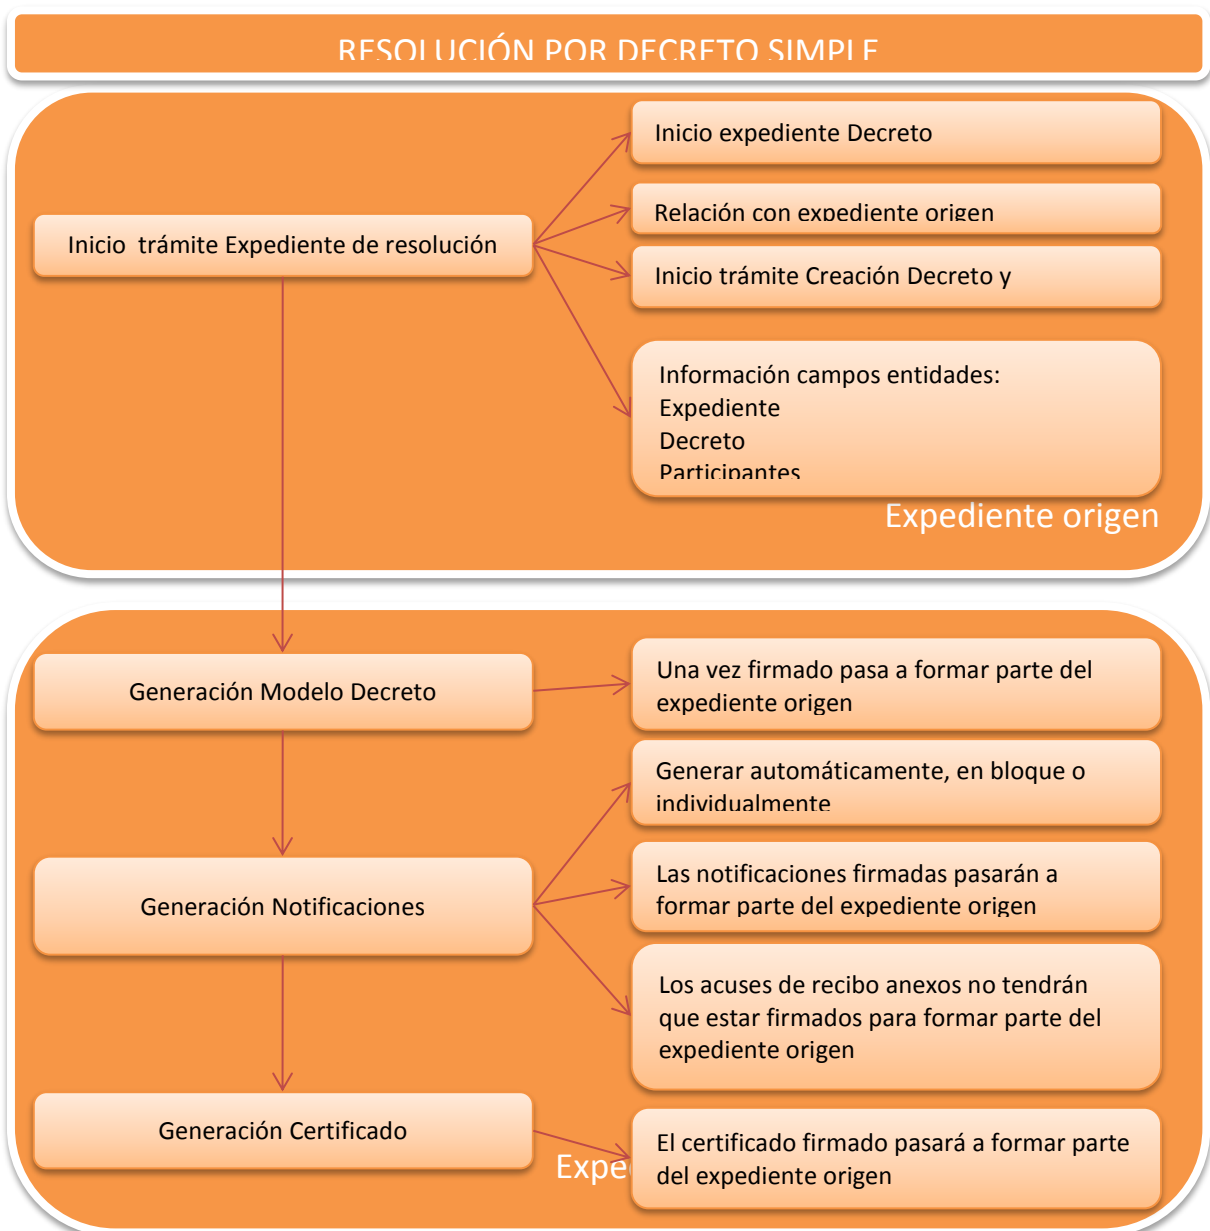 RESOLUCIÓN POR DECRETO SIMPLE
Inicio trámite Expediente de resolución
Inicio expediente Decreto
Relación con expediente origen
Inicio trámite Creación Decreto y
Información campos entidades:
Expediente
Decreto
Participantes
Expediente origen
Generación Modelo Decreto
Una vez firmado pasa a formar parte del
expediente origen
Generación Notificaciones
Generar automáticamente, en bloque o
individualmente
Las notificaciones firmadas pasarán a
formar parte del expediente origen
Los acuses de recibo anexos no tendrán
que estar firmados para formar parte del
expediente origen
Generación Certificado
El certificado firmado pasará a formar parte
del expediente origen